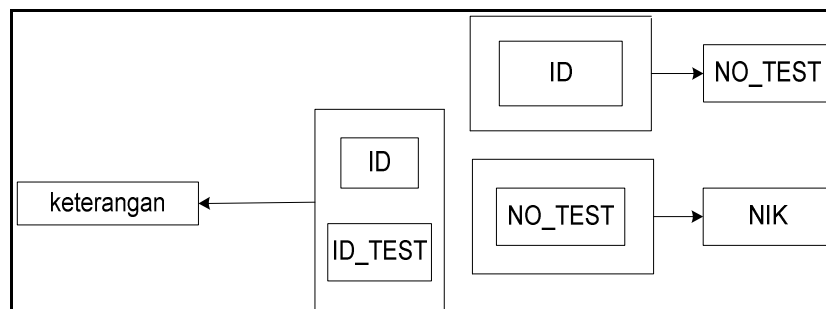 ID
NO_TEST
ID
keterangan
ID_TEST
NO_TEST
NIK